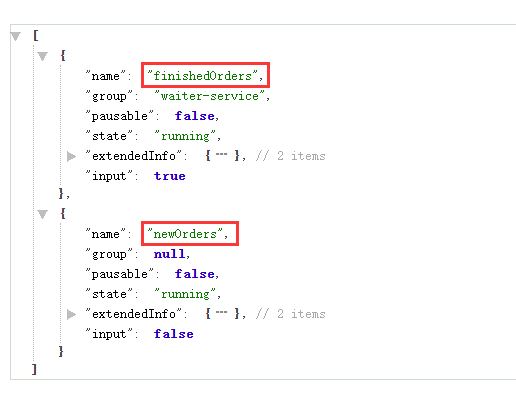 [
{
"name": "finishedOrders",
"group": "waiter-service",
"pausable": false,
"state": "running",
"extendedInfo": {...}, // 2 items
"input": true
},
{
"name": "newOrders",
"group": null,
"pausable": false,
"state": "running",
"extendedInfo": {...}, // 2 items
"input": false
}
]